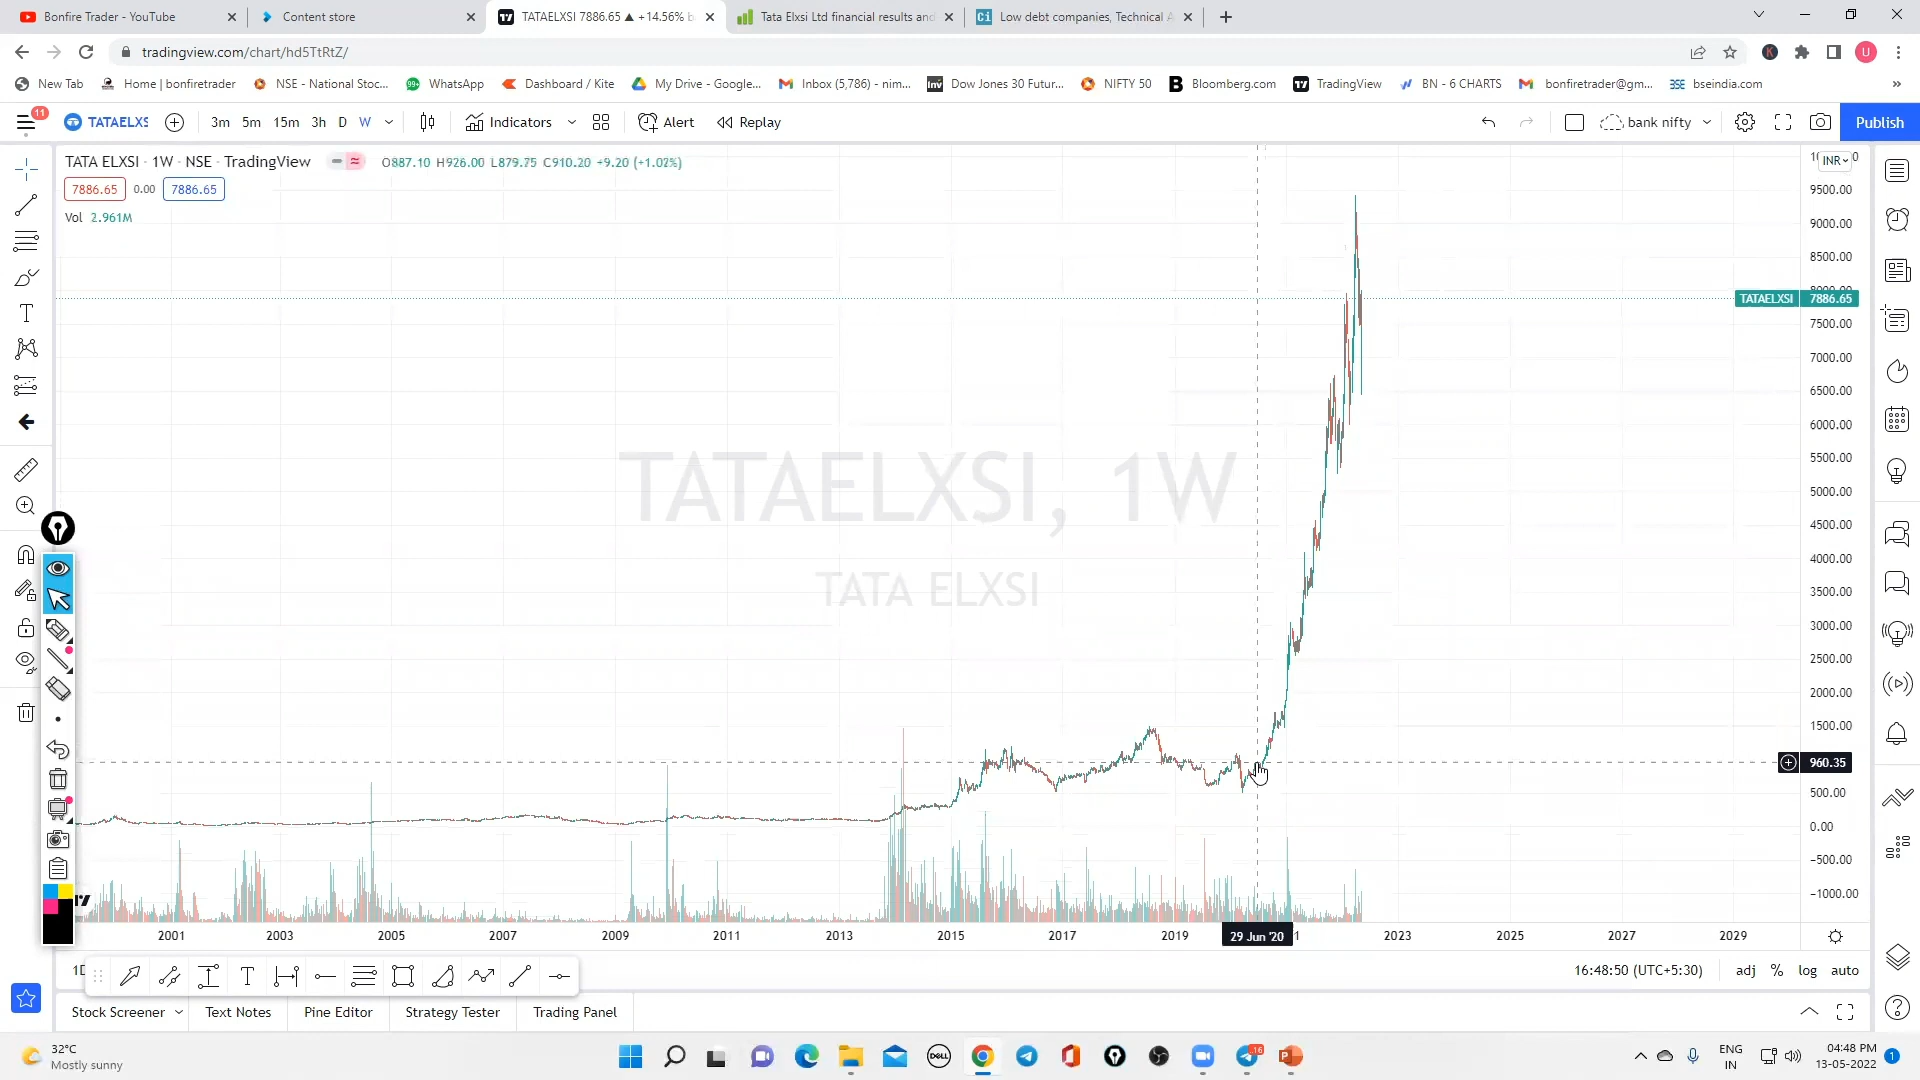 Bonfire Trader - YouTube
Content store
TATAELXSI 7886.65 ▲ +14.56%
Tata Elxsi Ltd financial results and
Low debt companies, Technical A
tradingview.com/chart/hd5TtRtZ/
New Tab
Home | bonfiretrader
NSE - National Stoc...
WhatsApp
Dashboard / Kite
My Drive - Google...
Inbox (5,786) - nim...
Dow Jones 30 Futur...
NIFTY 50
Bloomberg.com
TradingView
BN - 6 CHARTS
bonfiretrader@gm...
bseindia.com
11
TATAELXS
3m 5m 15m 3h D W
Indicators
Alert
Replay
bank nifty
Publish
TATA ELXSI · 1W · NSE · TradingView
O887.10 H926.00 L879.75 C910.20 +9.20 (+1.02%)
7886.65 0.00 7886.65
Vol 2.961M
INR
9500.00
9000.00
8500.00
8000.00
TATAELXSI 7886.65
7500.00
7000.00
6500.00
6000.00
5500.00
5000.00
4500.00
4000.00
3500.00
3000.00
2500.00
2000.00
1500.00
960.35
500.00
0.00
−500.00
−1000.00
TATAELXSI, 1W
TATA ELXSI
2001 2003 2005 2007 2009 2011 2013 2015 2017 2019 29 Jun '20 2023 2025 2027 2029
16:48:50 (UTC+5:30)
adj % log auto
Stock Screener
Text Notes
Pine Editor
Strategy Tester
Trading Panel
32°C
Mostly sunny
DELL
16
ENG
IN
04:48 PM
13-05-2022
1